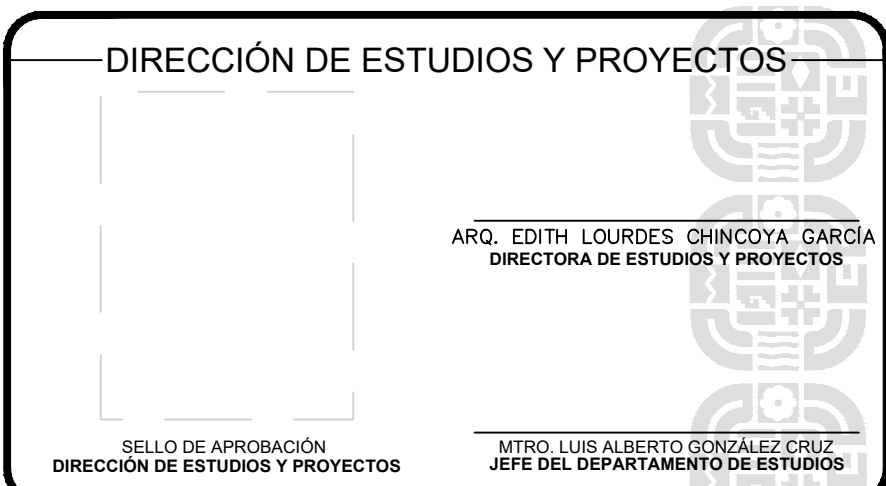 DIRECCIÓN DE ESTUDIOS Y PROYECTOS
ARQ. EDITH LOURDES CHINCOYA GARCÍA
DIRECTORA DE ESTUDIOS Y PROYECTOS
SELLO DE APROBACIÓN
DIRECCIÓN DE ESTUDIOS Y PROYECTOS
MTRO. LUIS ALBERTO GONZÁLEZ CRUZ
JEFE DEL DEPARTAMENTO DE ESTUDIOS